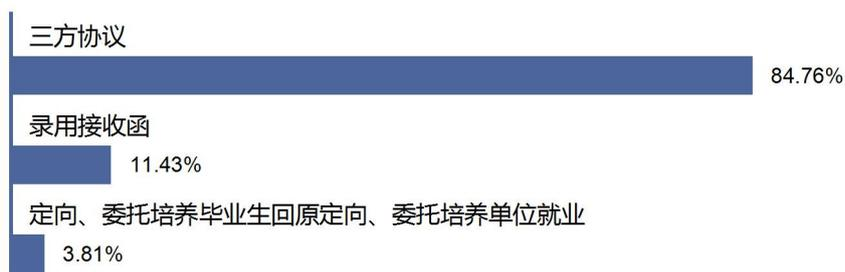 三方协议
84.76%
录用接收函
11.43%
定向、委托培养毕业生回原定向、委托培养单位就业
3.81%